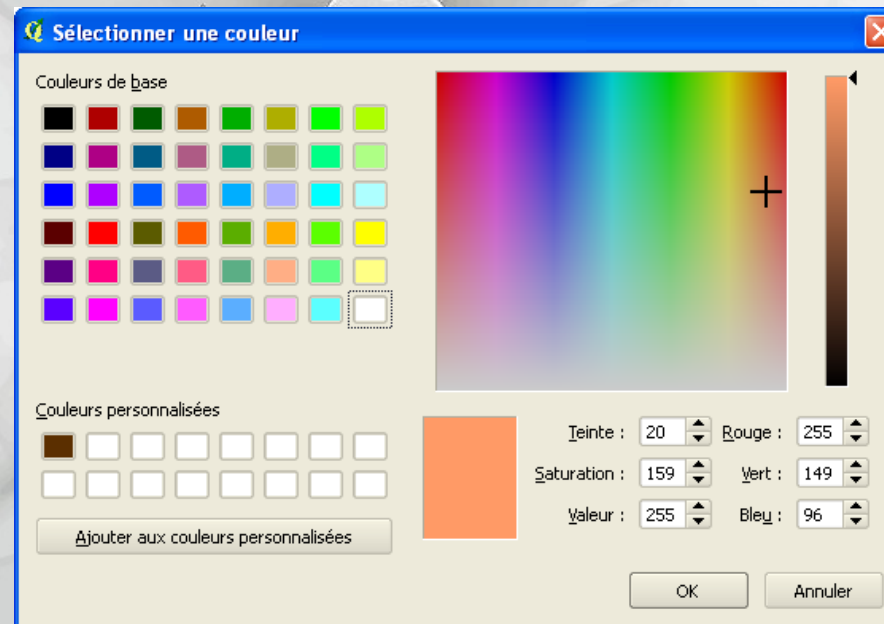 Sélectionner une couleur
Couleurs de base
Couleurs personnalisées
Teinte : 20 Rouge : 255
Saturation : 159 Vert : 149
Valeur : 255 Bleu : 96
Ajouter aux couleurs personnalisées
OK Annuler